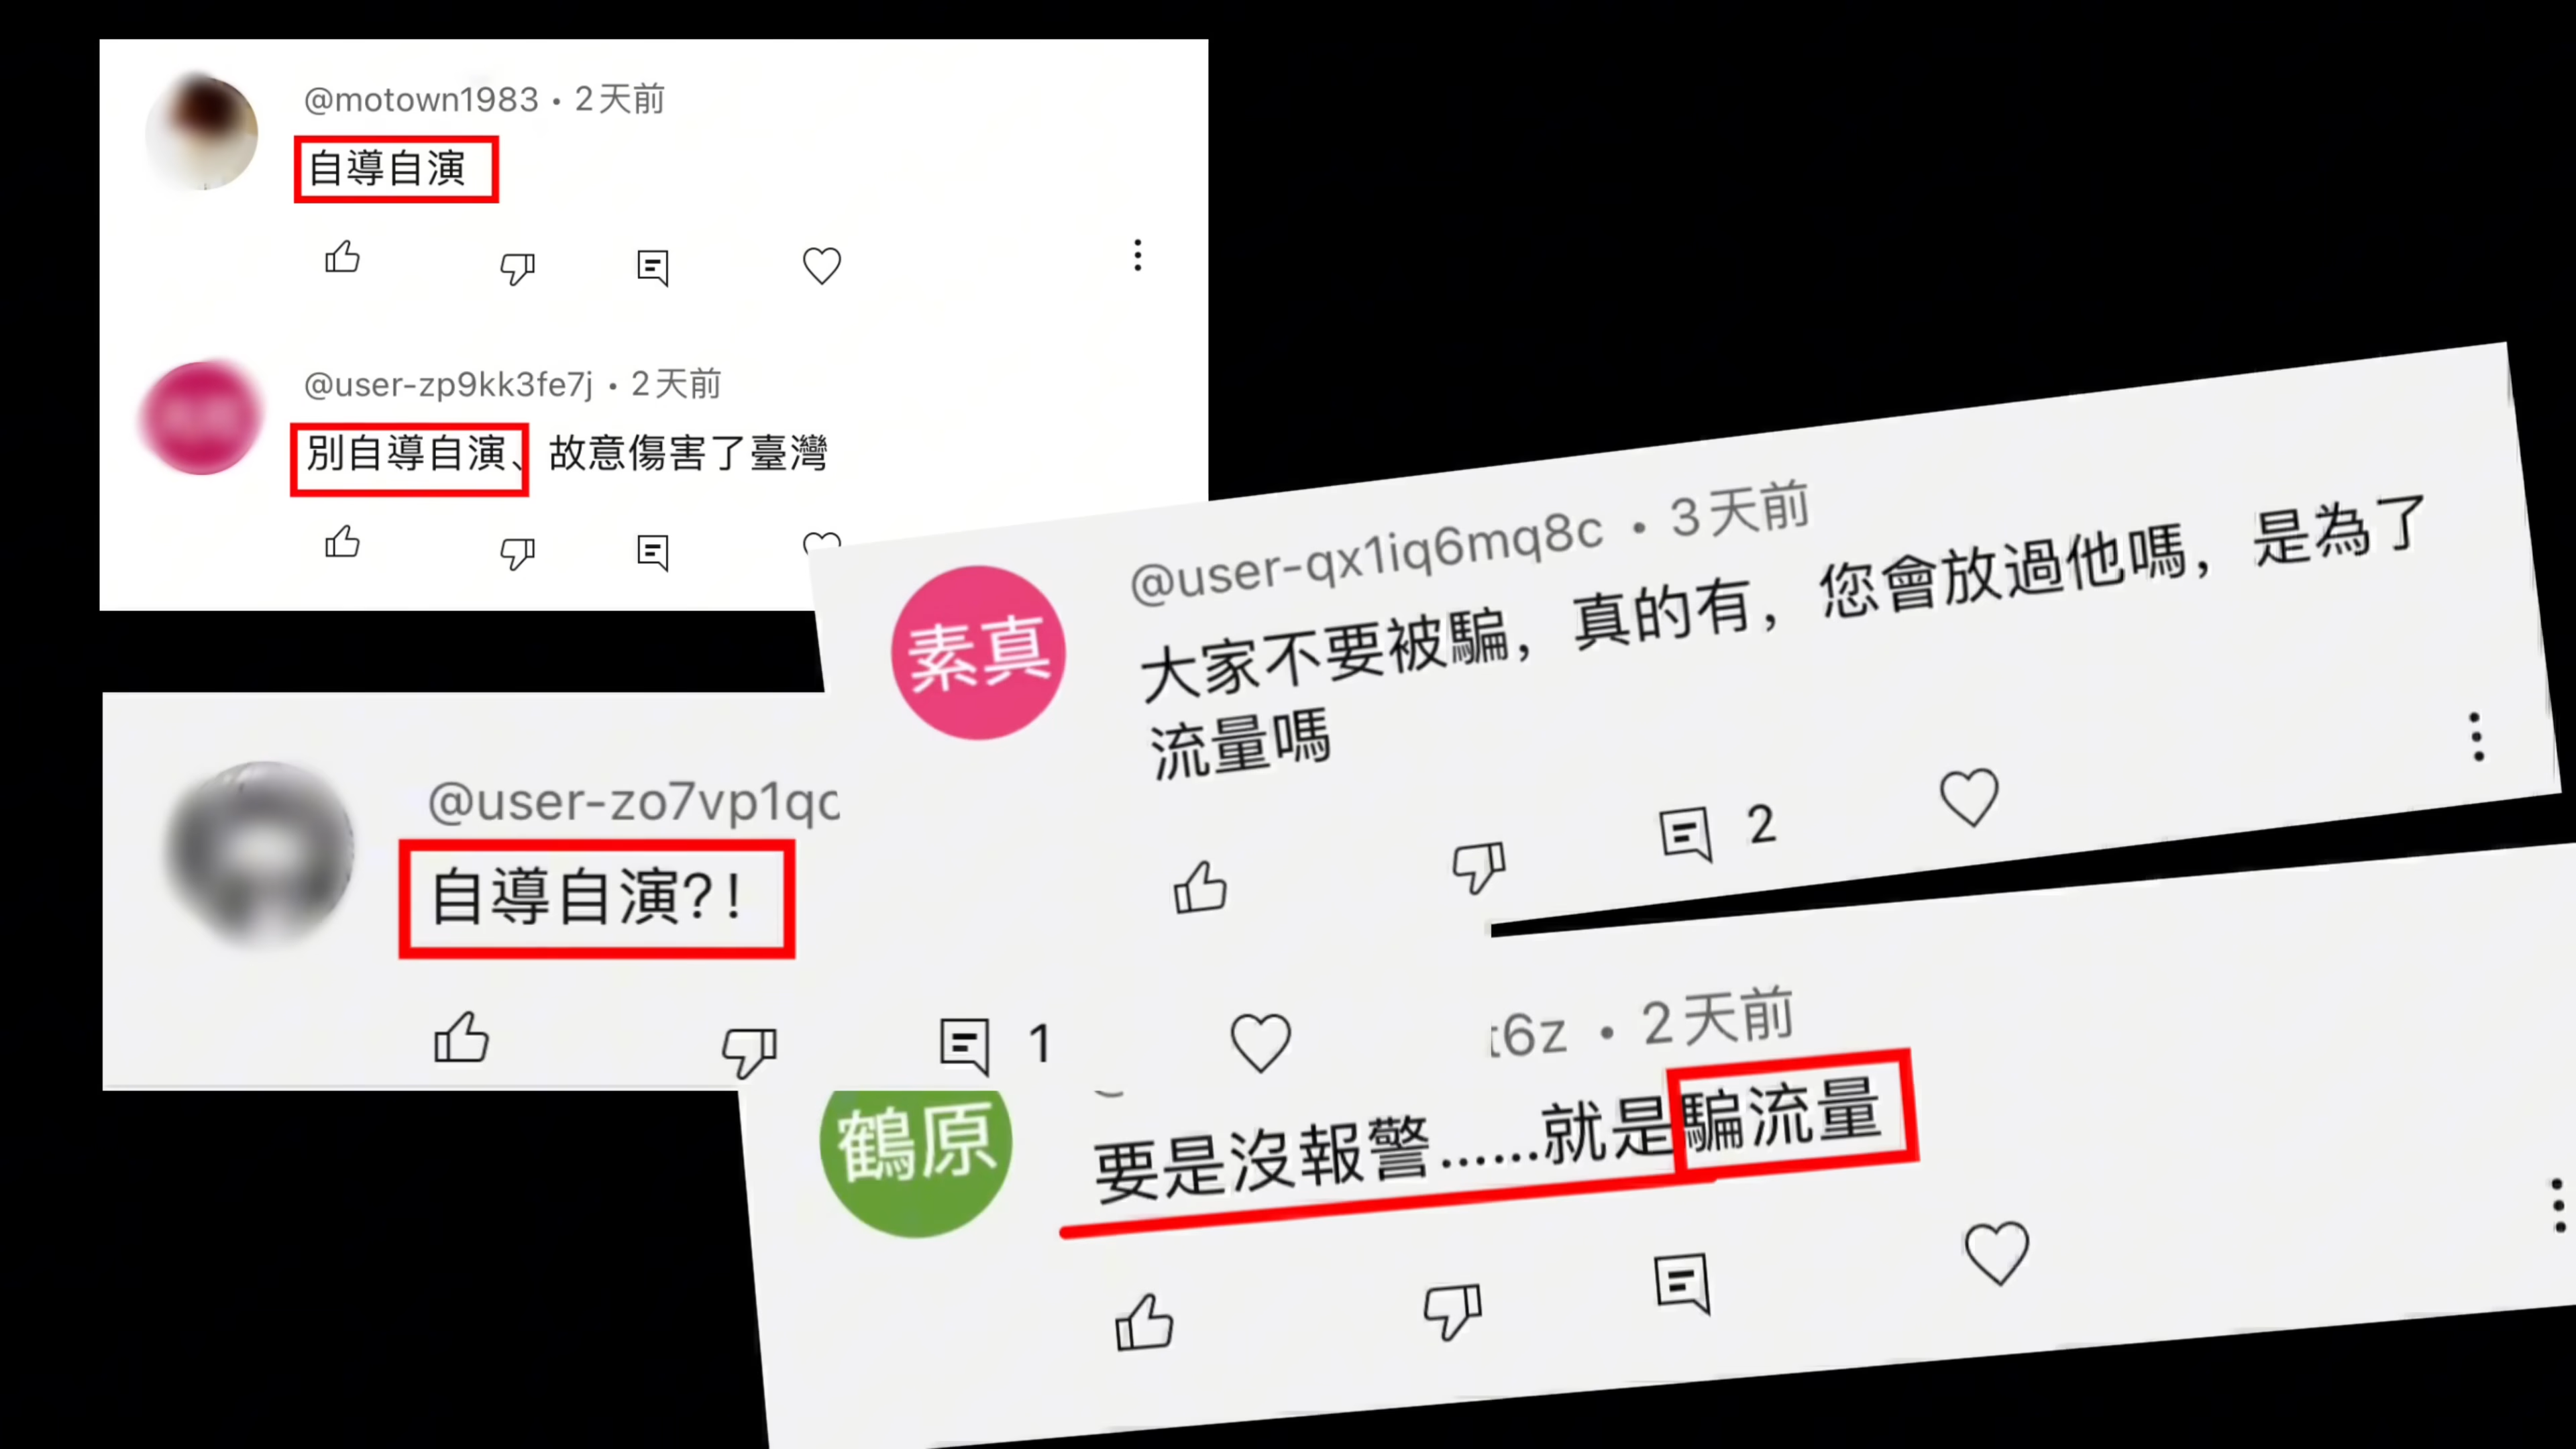 @motown1983 • 2天前
自導自演
@user-zp9kk3fe7j • 2天前
別自導自演、故意傷害了臺灣
@user-qx1iq6mq8c • 3天前
素真
大家不要被騙，真的有，您會放過他嗎，是為了
流量嗎
2
@user-zo7vp1qc
自導自演?!
1
t6z • 2天前
鶴原
要是沒報警......就是騙流量